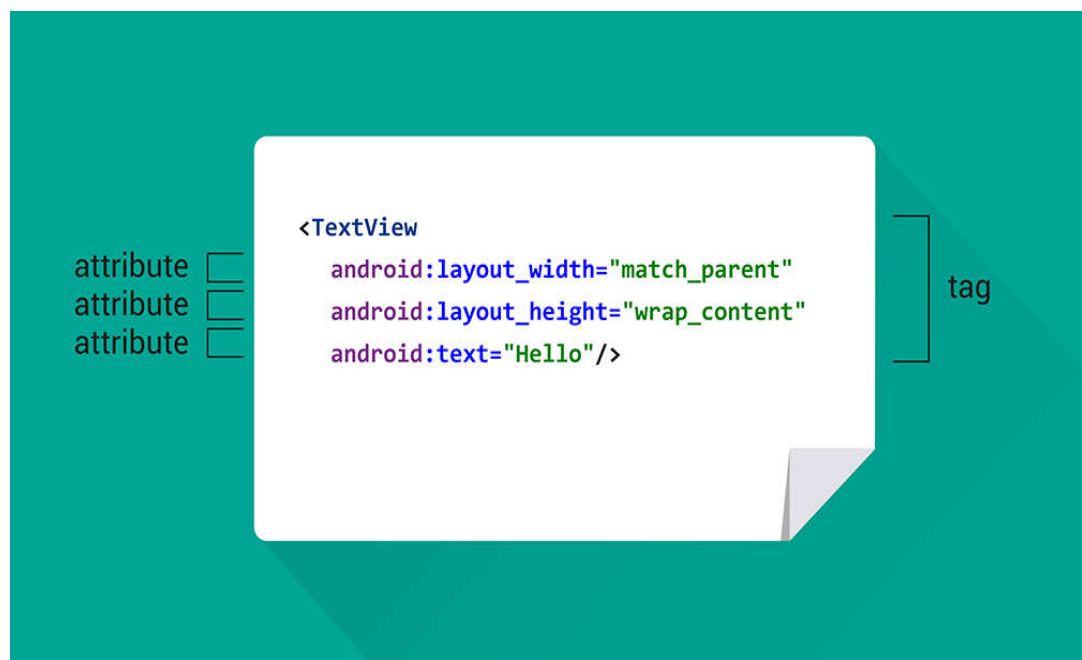 <TextView
attribute android:layout_width="match_parent"
attribute android:layout_height="wrap_content"
attribute android:text="Hello"/>
tag